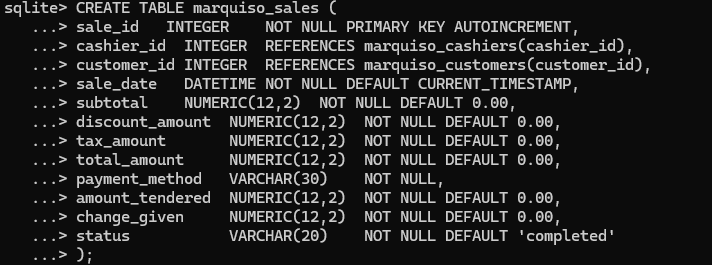 sqlite> CREATE TABLE marquiso_sales (
...> sale_id INTEGER NOT NULL PRIMARY KEY AUTOINCREMENT,
...> cashier_id INTEGER REFERENCES marquiso_cashiers(cashier_id),
...> customer_id INTEGER REFERENCES marquiso_customers(customer_id),
...> sale_date DATETIME NOT NULL DEFAULT CURRENT_TIMESTAMP,
...> subtotal NUMERIC(12,2) NOT NULL DEFAULT 0.00,
...> discount_amount NUMERIC(12,2) NOT NULL DEFAULT 0.00,
...> tax_amount NUMERIC(12,2) NOT NULL DEFAULT 0.00,
...> total_amount NUMERIC(12,2) NOT NULL DEFAULT 0.00,
...> payment_method VARCHAR(30) NOT NULL,
...> amount_tendered NUMERIC(12,2) NOT NULL DEFAULT 0.00,
...> change_given NUMERIC(12,2) NOT NULL DEFAULT 0.00,
...> status VARCHAR(20) NOT NULL DEFAULT 'completed'
...> );